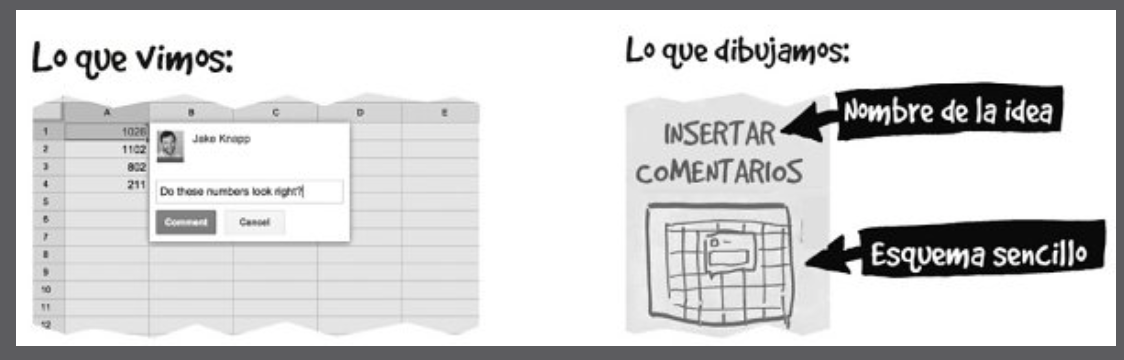 Lo que vimos:
A B C D E
1 1026
2 1102
3 802
4 211
5
6
7
8
9
10
11
12
Jake Knapp
Do these numbers look right?
Comment Cancel
Lo que dibujamos:
INSERTAR
COMENTARIOS
Nombre de la idea
Esquema sencillo